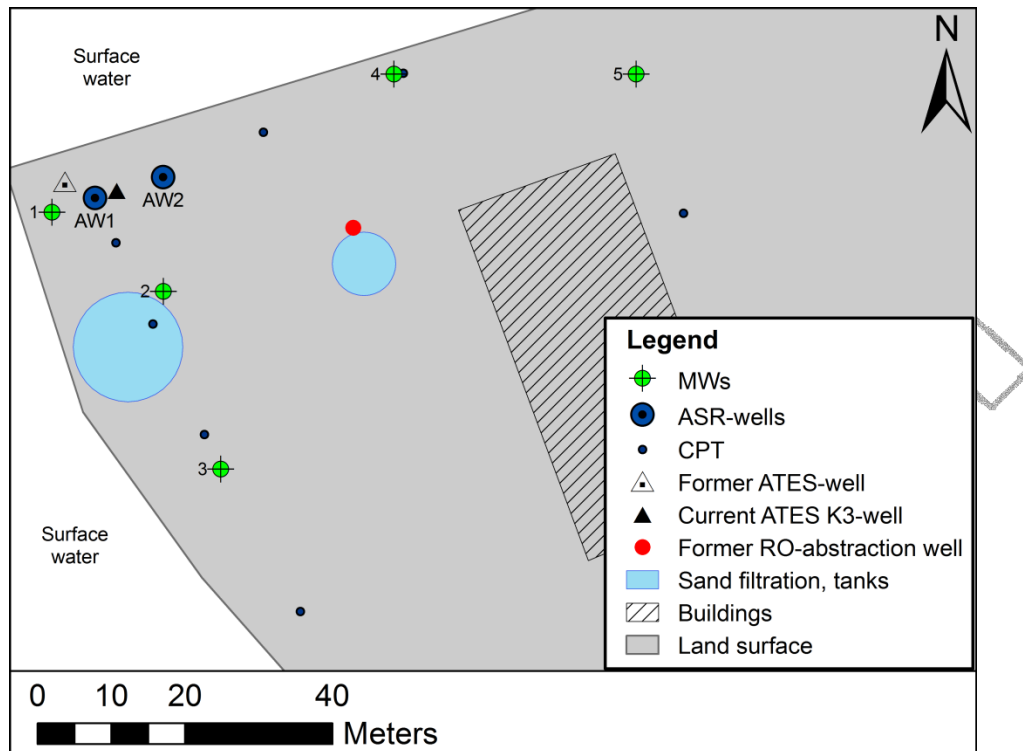 Surface
water
N
4
5
1
AW1
AW2
2
3
Surface
water
Legend
MWs
ASR-wells
CPT
Former ATES-well
Current ATES K3-well
Former RO-abstraction well
Sand filtration, tanks
Buildings
Land surface
0 10 20 40
Meters